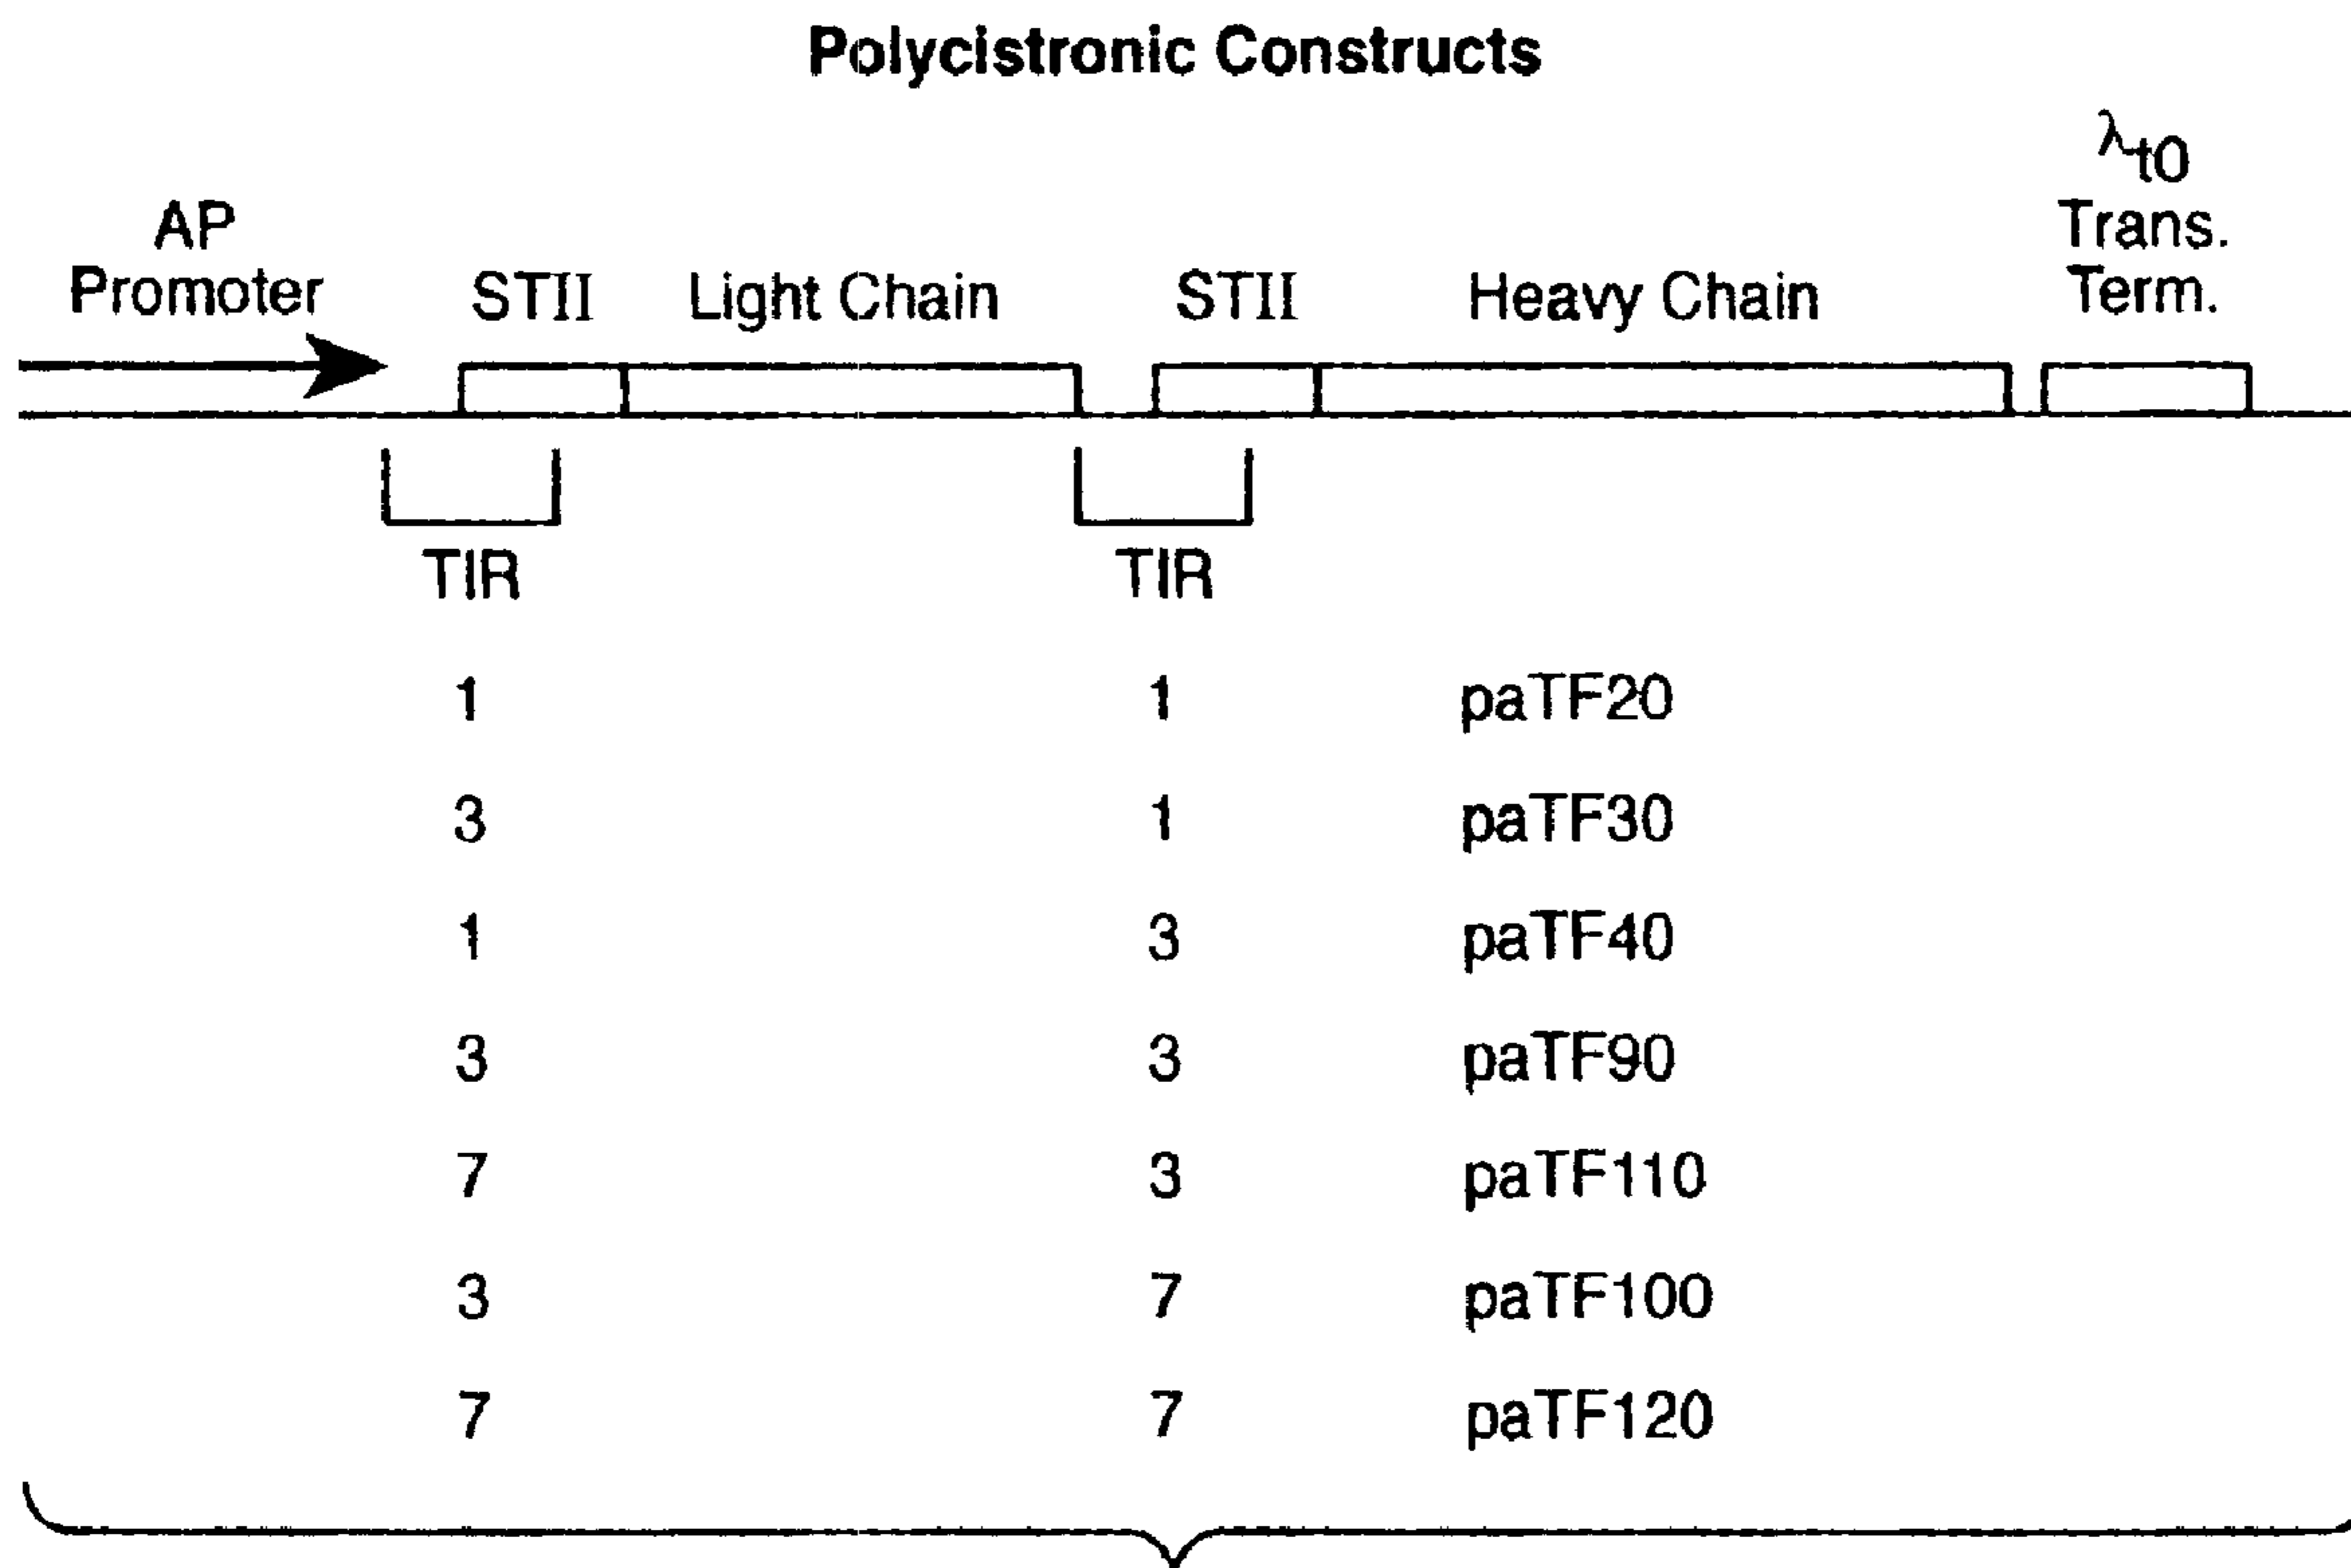 Polycistronic Constructs
λt0
AP
Trans.
Promoter
STII
Light Chain
STII
Heavy Chain
Term.
TIR
TIR
1
1
paTF20
3
1
paTF30
1
3
paTF40
3
3
paTF90
7
3
paTF110
3
7
paTF100
7
7
paTF120